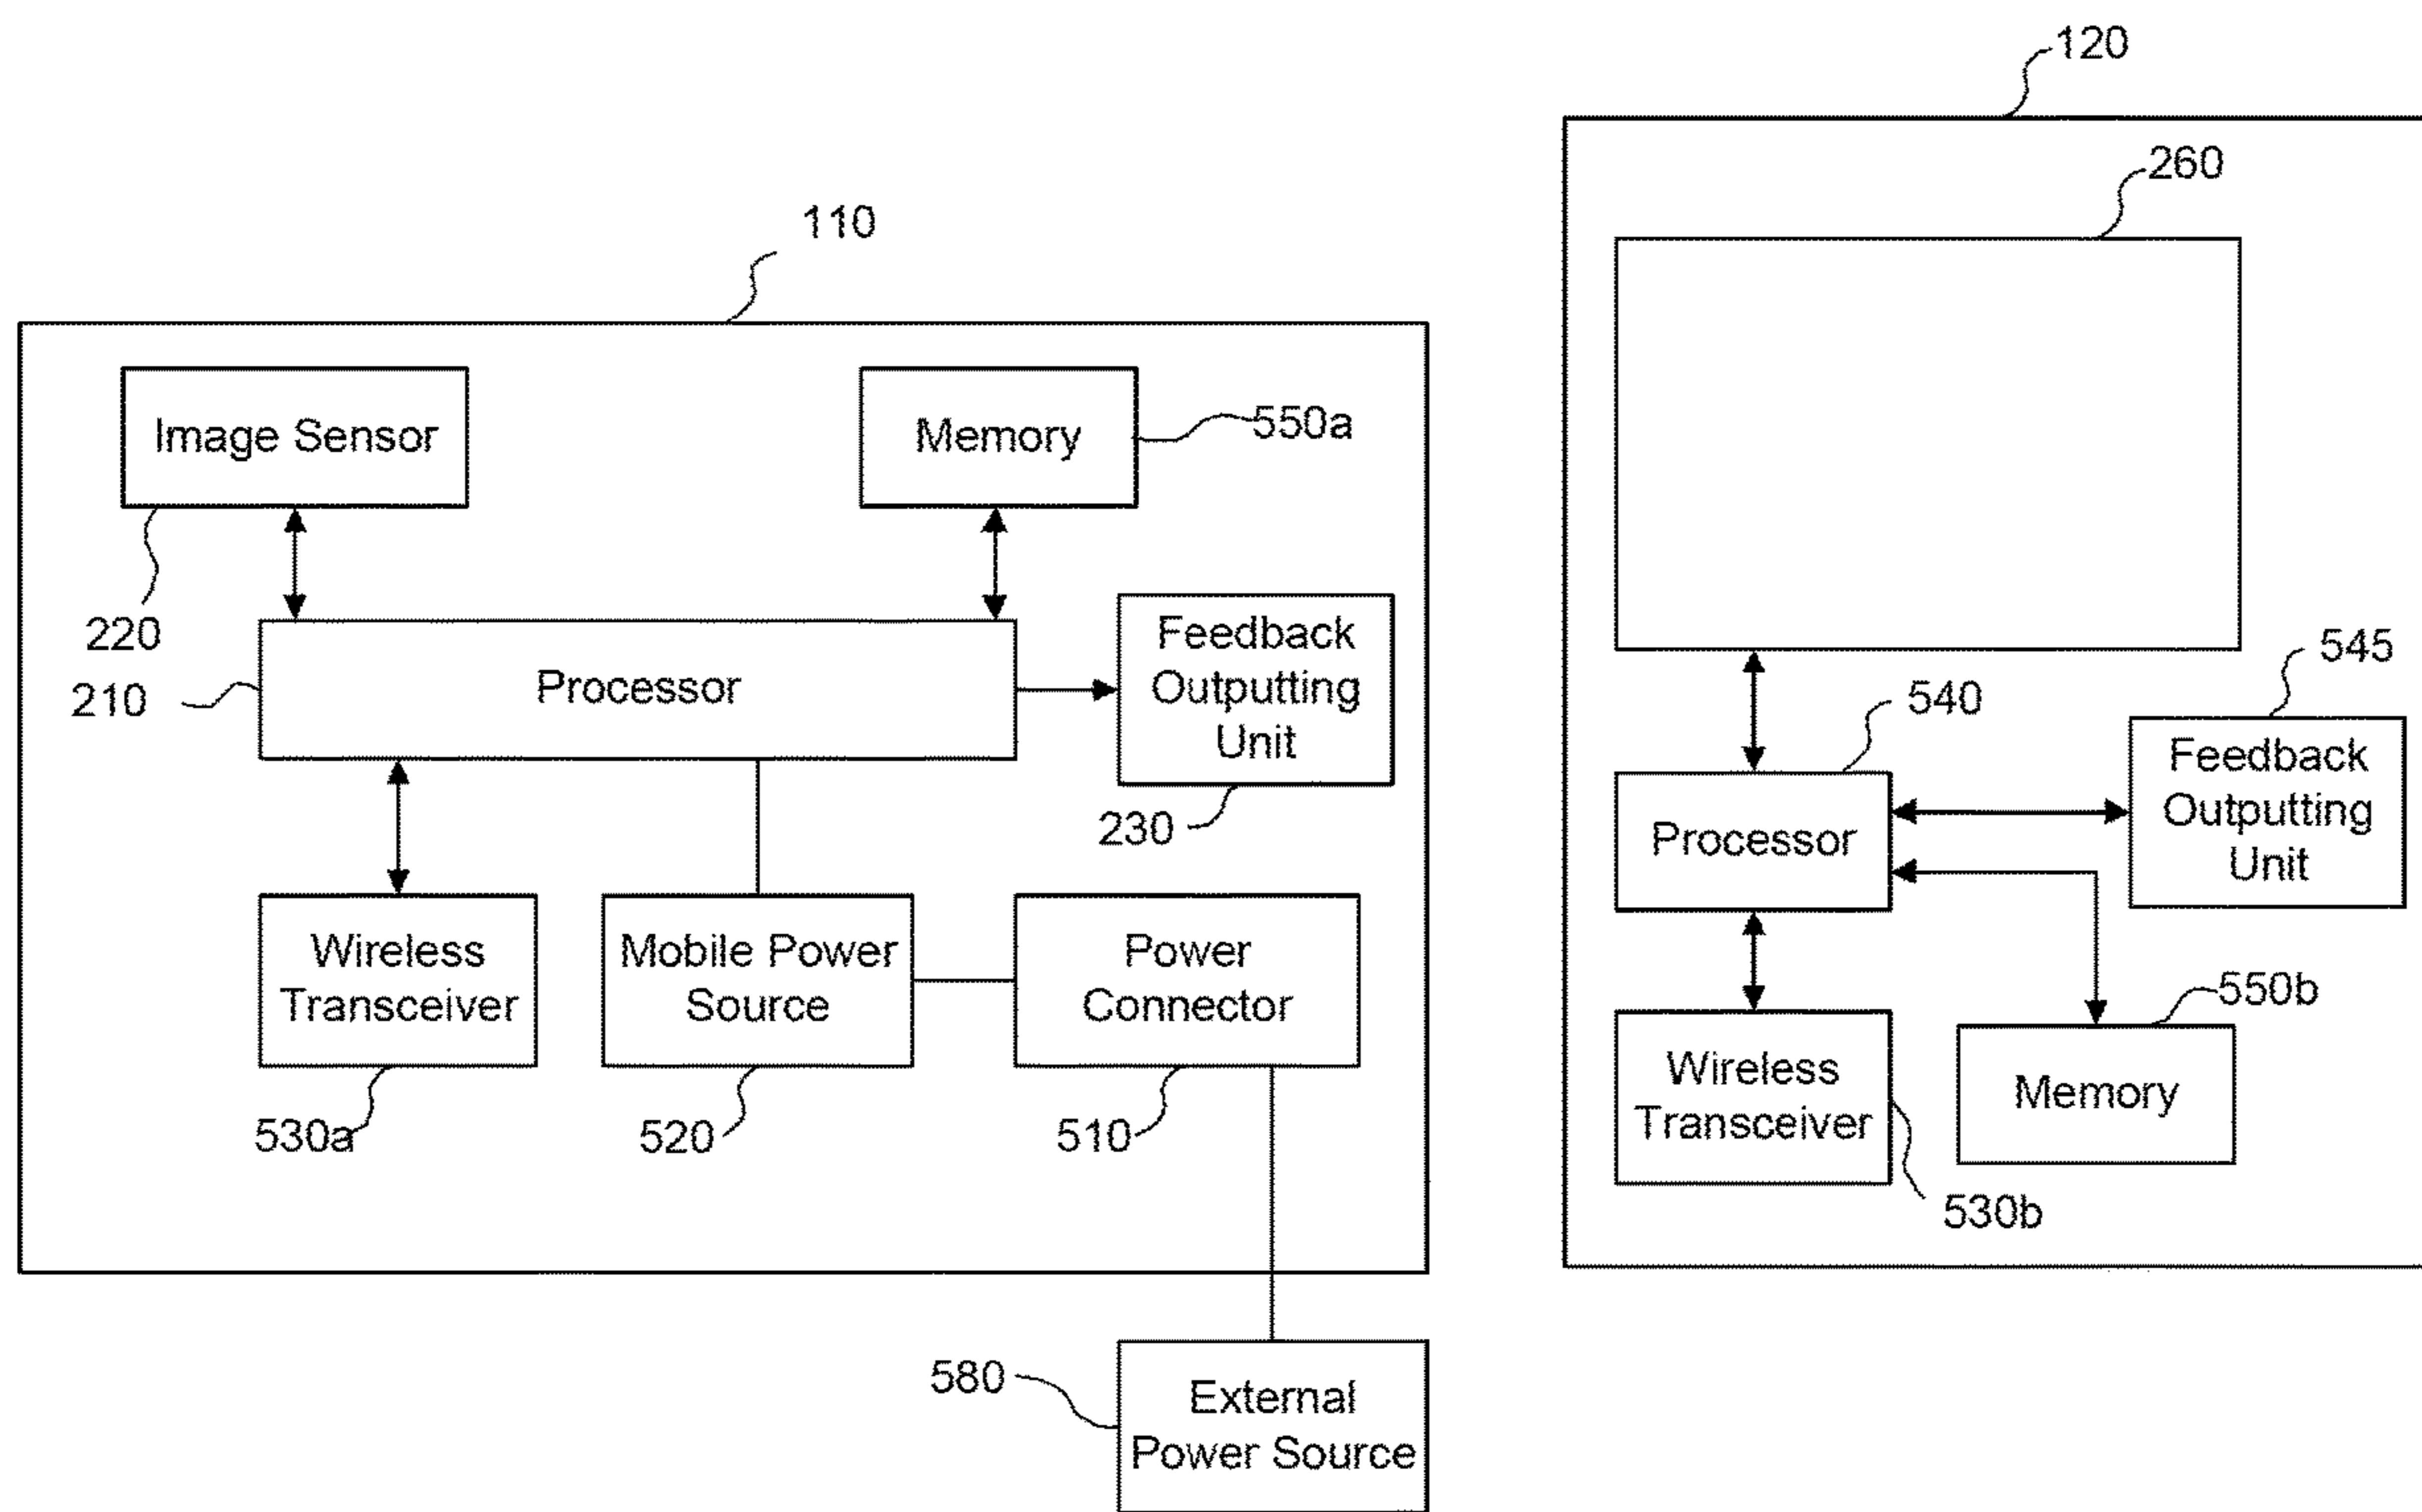 120
260
110
Image Sensor
Memory
550a
220
210
Processor
Feedback
Outputting
Unit
230
545
540
Processor
Feedback
Outputting
Unit
Wireless
Transceiver
Mobile Power
Source
Power
Connector
530a
520
510
550b
Wireless
Transceiver
Memory
530b
580
External
Power Source